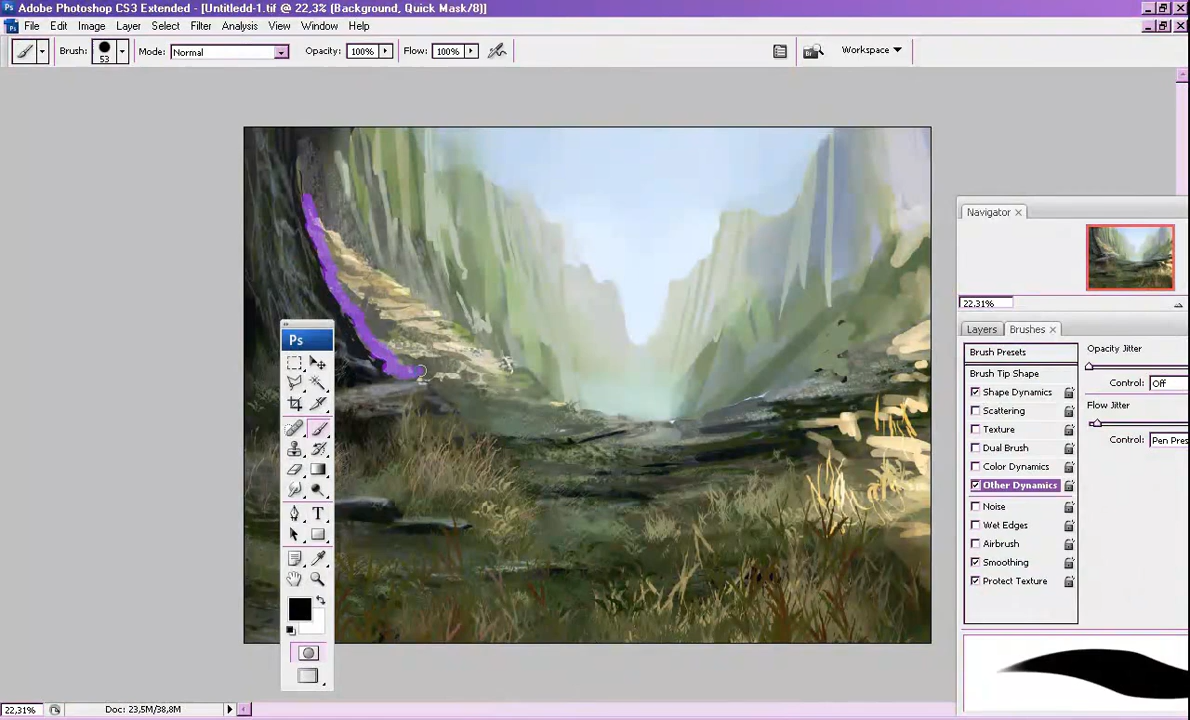 Adobe Photoshop CS3 Extended - [Untitledd-1.tif @ 22,3% (Background, Quick Mask/8)]
File Edit Image Layer Select Filter Analysis View Window Help
Brush: 53 Mode: Normal Opacity: 100% Flow: 100% Workspace
Navigator
22,31%
Layers Brushes
Brush Presets
Opacity Jitter
Brush Tip Shape
Control: Off
Shape Dynamics
Scattering
Flow Jitter
Texture
Control: Pen Pres
Dual Brush
Color Dynamics
Other Dynamics
Noise
Wet Edges
Airbrush
Smoothing
Protect Texture
Ps
T
22,31% Doc: 23,5M/38,8M